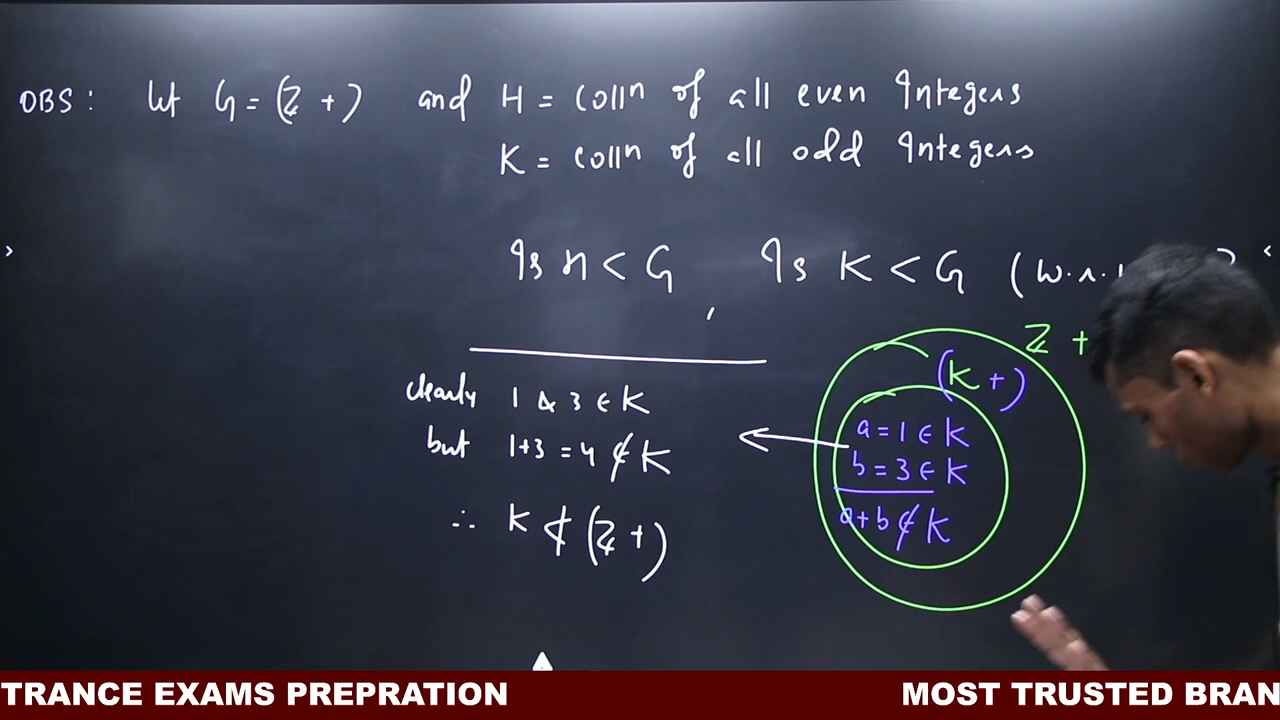 OBS: Let G = (ℤ +) and H = collⁿ of all even Integers
K = collⁿ of all odd Integers
Is H < G , Is K < G (w.r.
clearly 1 & 3 ∈ K
but 1+3 = 4 ∉ K
∴ K ≮ (ℤ +)
ℤ +
(K +)
a = 1 ∈ K
b = 3 ∈ K
a+b ∉ K
TRANCE EXAMS PREPRATION
MOST TRUSTED BRAN